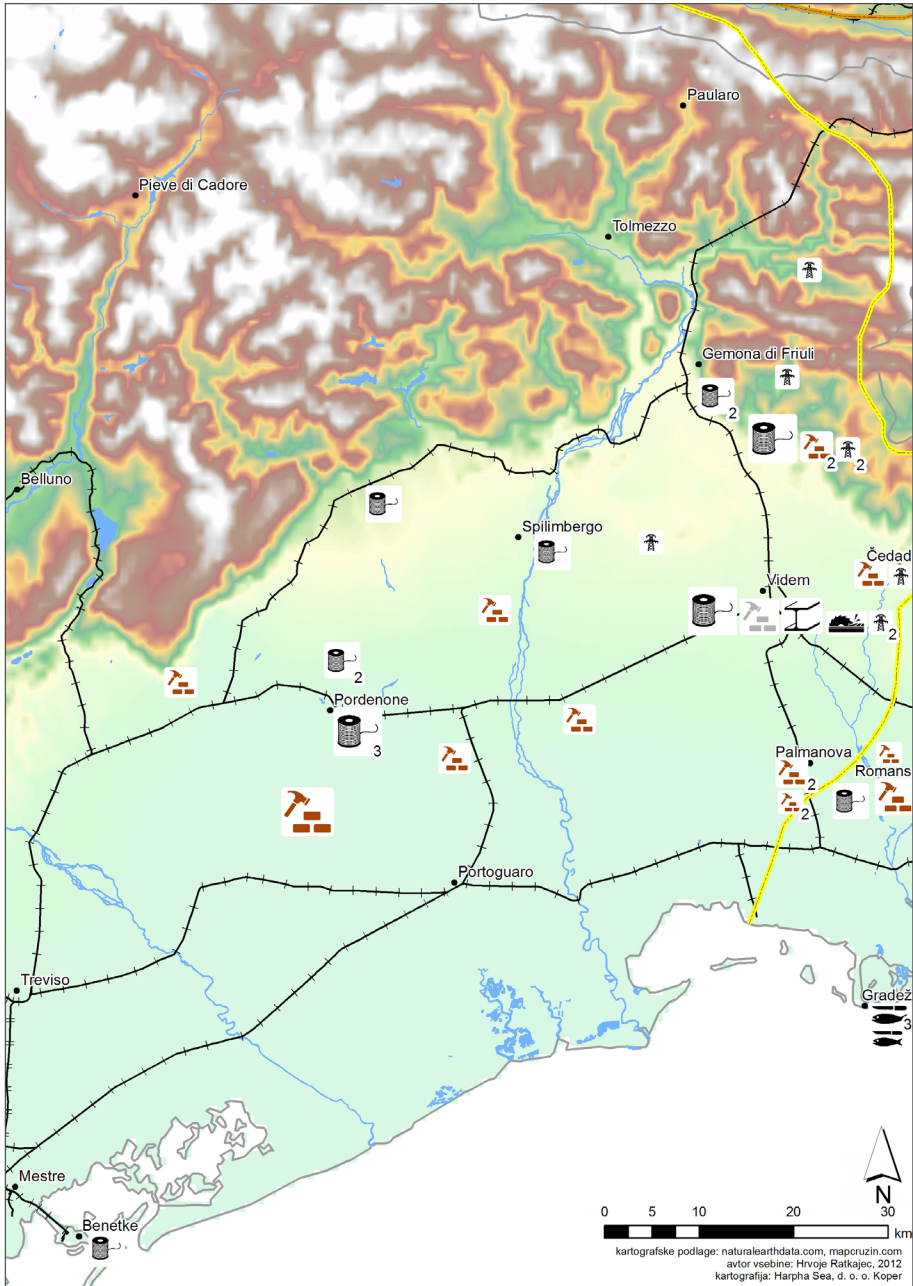 Paularo
Pieve di Cadore
Tolmezzo
Gemona di Friuli
2
2
2
Belluno
Spilimbergo
Čedad
Videm
2
2
Pordenone
3
Palmanova
2
Romans
2
Portoguaro
Treviso
Gradež
3
Mestre
N
Benetke
0 5 10 20 30
km
kartografske podlage: naturalearthdata.com, mapcruzin.com
avtor vsebine: Hrvoje Ratkajec, 2012
kartografija: Harpha Sea, d. o. o. Koper